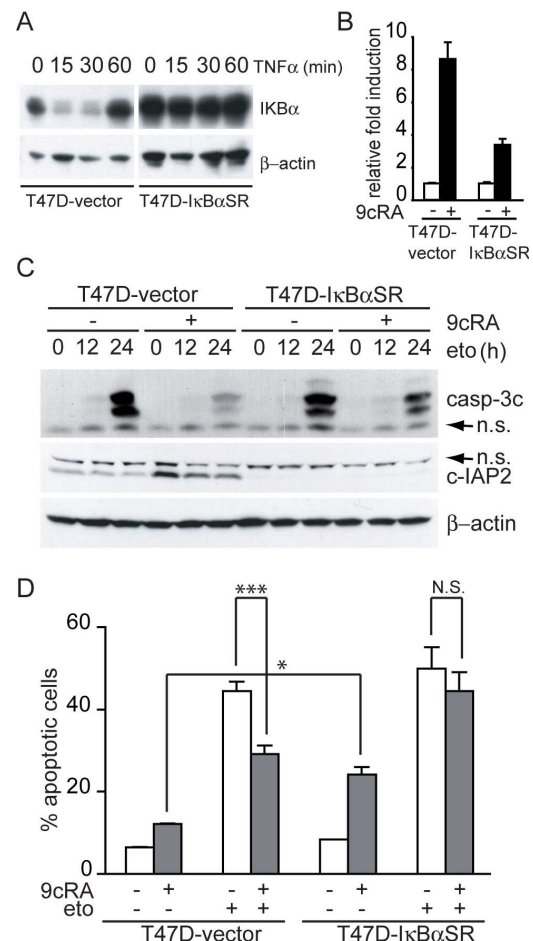 A
0 15 30 60 0 15 30 60 TNFα (min)
IKBα
β–actin
T47D-vector T47D-IκBαSR
B
relative fold induction
10
8
6
4
2
0
9cRA - + - +
T47D- T47D-
vector IκBαSR
C
T47D-vector T47D-IκBαSR
- + - + 9cRA
0 12 24 0 12 24 0 12 24 0 12 24 eto (h)
casp-3c
n.s.
n.s.
c-IAP2
β–actin
D
% apoptotic cells
60
40
20
0
***
*
N.S.
9cRA - + - + - + - +
eto - - + + - - + +
T47D-vector T47D-IκBαSR